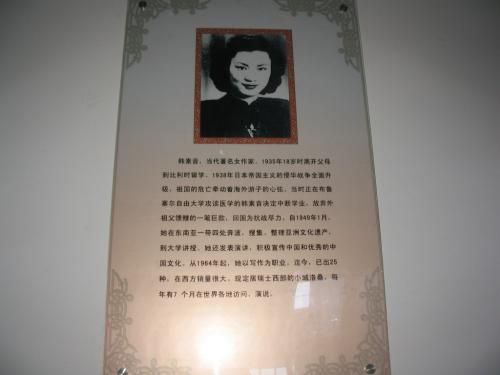 韩素音，当代著名女作家，1935年18岁时离开父母
到比利时留学，1938年日本帝国主义的侵华战争全面升
级，祖国的危亡牵动着海外游子的心弦，当时正在布鲁
塞尔自由大学攻读医学的韩素音决定中断学业，放弃外
祖父馈赠的一笔巨款，回国为抗战尽力，自1949年1月，
她在东南亚一带四处奔波，搜集、整理亚洲文化遗产，
到大学讲授，她还发表演讲，积极宣传中国和优秀的中
国文化，从1964年起，她以写作为职业，迄今，已出25
种，在西方销量很大，现定居瑞士西部的小城洛桑，每
年有7 个月在世界各地访问、演说。